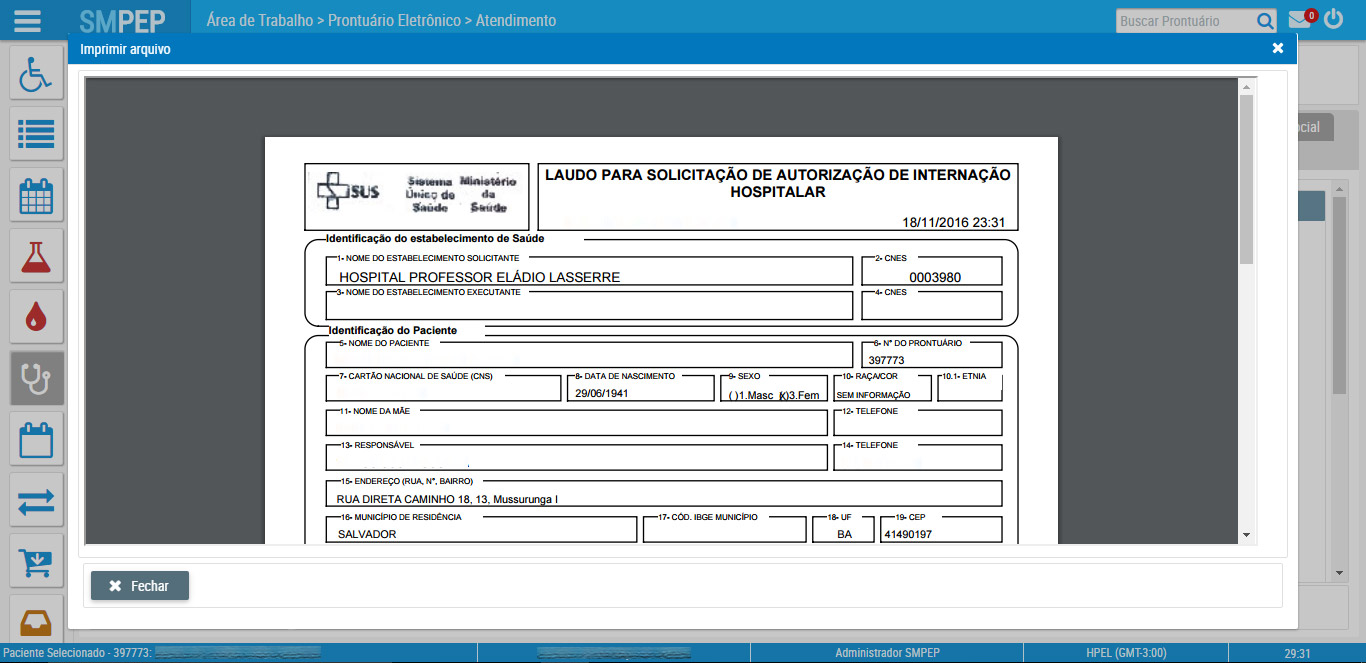 SMPEP
Área de Trabalho > Prontuário Eletrônico > Atendimento
Buscar Prontuário
0
Imprimir arquivo
ocial
SUS
Sistema Único de Saúde
Ministério da Saúde
LAUDO PARA SOLICITAÇÃO DE AUTORIZAÇÃO DE INTERNAÇÃO
HOSPITALAR
18/11/2016 23:31
Identificação do estabelecimento de Saúde
1- NOME DO ESTABELECIMENTO SOLICITANTE
HOSPITAL PROFESSOR ELÁDIO LASSERRE
2- CNES
0003980
3- NOME DO ESTABELECIMENTO EXECUTANTE
4- CNES
Identificação do Paciente
5- NOME DO PACIENTE
6- N° DO PRONTUÁRIO
397773
7- CARTÃO NACIONAL DE SAÚDE (CNS)
8- DATA DE NASCIMENTO
29/06/1941
9- SEXO
( )1.Masc (X)3.Fem
10- RAÇA/COR
SEM INFORMAÇÃO
10.1- ETNIA
11- NOME DA MÃE
12- TELEFONE
13- RESPONSÁVEL
14- TELEFONE
15- ENDEREÇO (RUA, N°, BAIRRO)
RUA DIRETA CAMINHO 18, 13, Mussurunga I
16- MUNICÍPIO DE RESIDÊNCIA
SALVADOR
17- CÓD. IBGE MUNICÍPIO
18- UF
BA
19- CEP
41490197
Fechar
Paciente Selecionado - 397773:
Administrador SMPEP
HPEL (GMT-3:00)
29:31